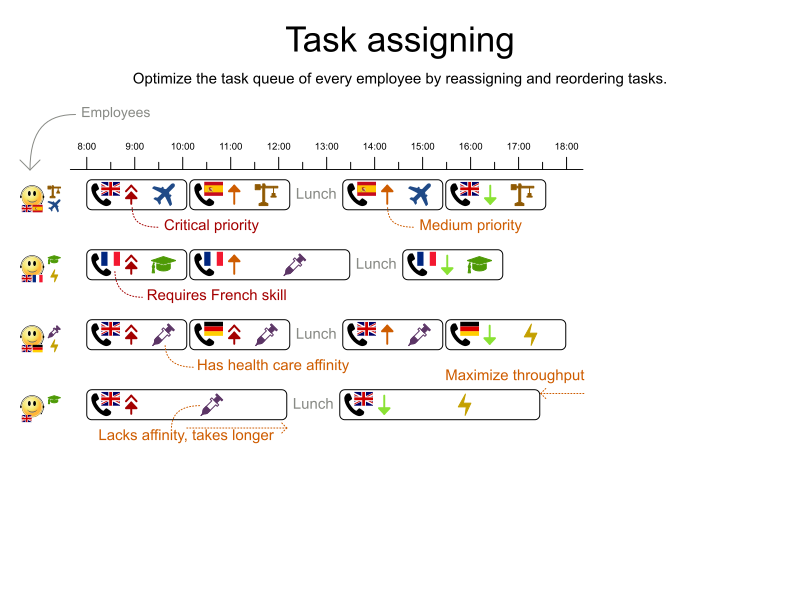 Task assigning
Optimize the task queue of every employee by reassigning and reordering tasks.
Employees
8:00 9:00 10:00 11:00 12:00 13:00 14:00 15:00 16:00 17:00 18:00
Lunch
Critical priority Medium priority
Lunch
Requires French skill
Lunch
Has health care affinity
Maximize throughput
Lunch
Lacks affinity, takes longer